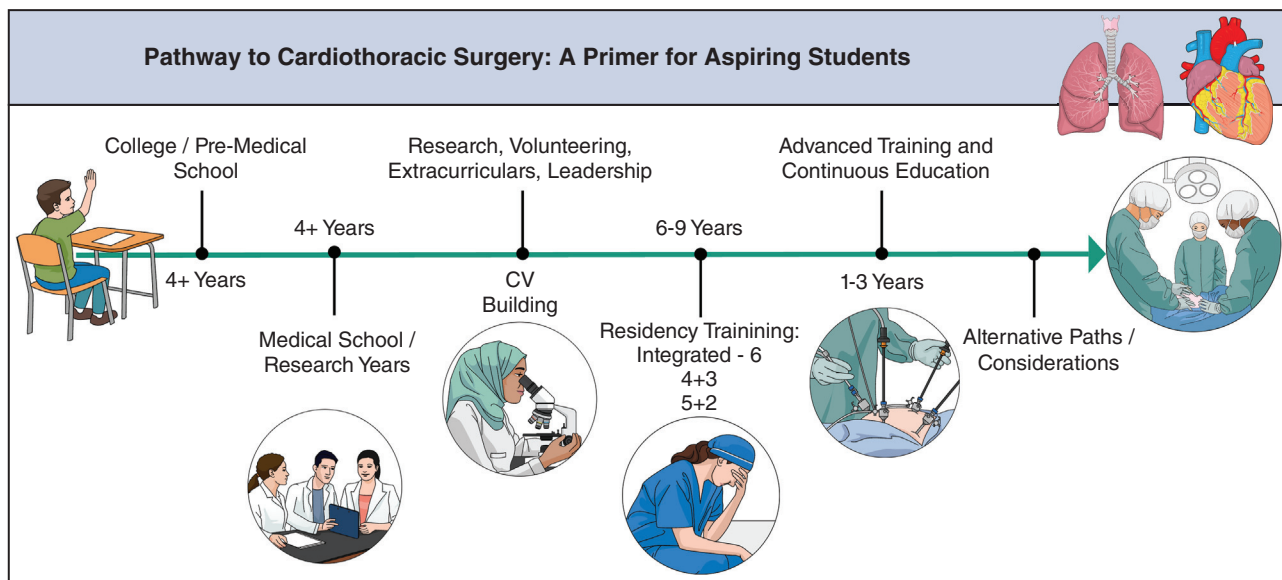 Pathway to Cardiothoracic Surgery: A Primer for Aspiring Students
College / Pre-Medical
School
4+ Years
4+ Years
Medical School /
Research Years
Research, Volunteering,
Extracurriculars, Leadership
CV
Building
6-9 Years
Residency Trainining:
Integrated - 6
4+3
5+2
Advanced Training and
Continuous Education
1-3 Years
Alternative Paths /
Considerations